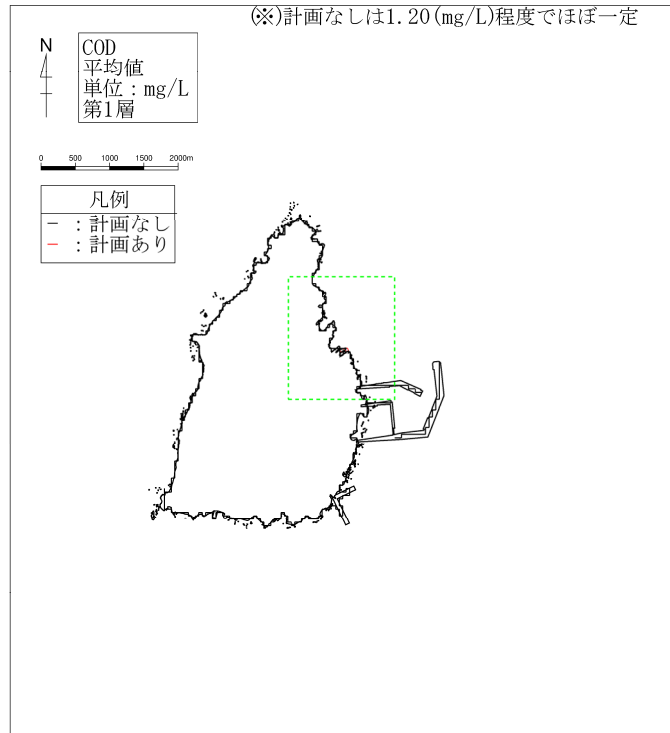 (※)計画なしは1.20(mg/L)程度でほぼ一定
N
COD
平均値
単位：mg/L
第1層
0 500 1000 1500 2000m
凡例
− ：計画なし
− ：計画あり